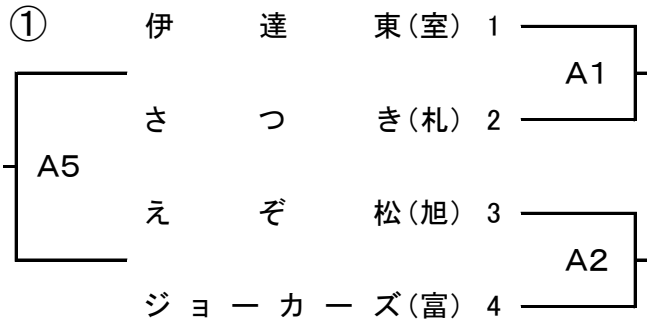 ① 伊達東(室) 1
A1
さつき(札) 2
A5
えぞ松(旭) 3
A2
ジョーカーズ(富) 4